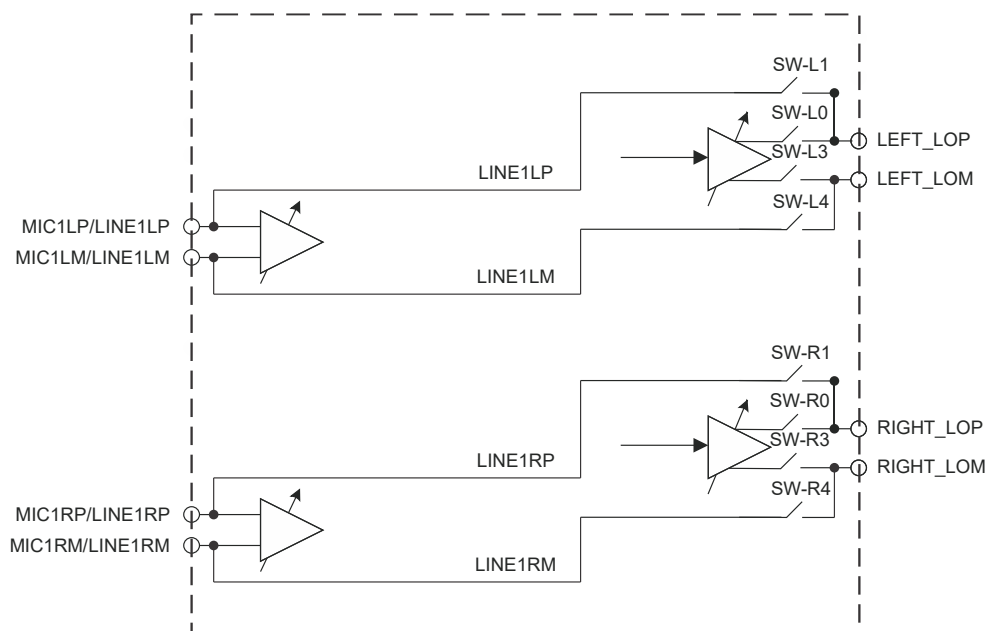 SW-L1
SW-L0
LEFT_LOP
SW-L3
LINE1LP
LEFT_LOM
SW-L4
MIC1LP/LINE1LP
MIC1LM/LINE1LM
LINE1LM
SW-R1
SW-R0
RIGHT_LOP
SW-R3
LINE1RP
RIGHT_LOM
SW-R4
MIC1RP/LINE1RP
MIC1RM/LINE1RM
LINE1RM